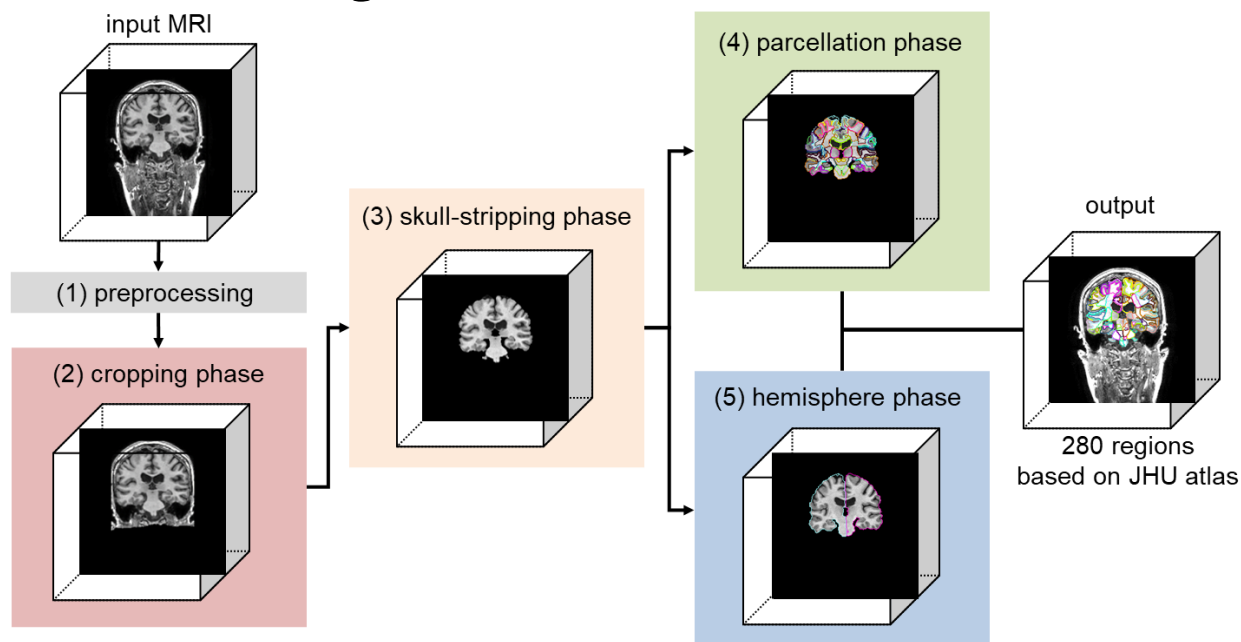 input MRI
(1) preprocessing
(2) cropping phase
(3) skull-stripping phase
(4) parcellation phase
(5) hemisphere phase
output
280 regions
based on JHU atlas